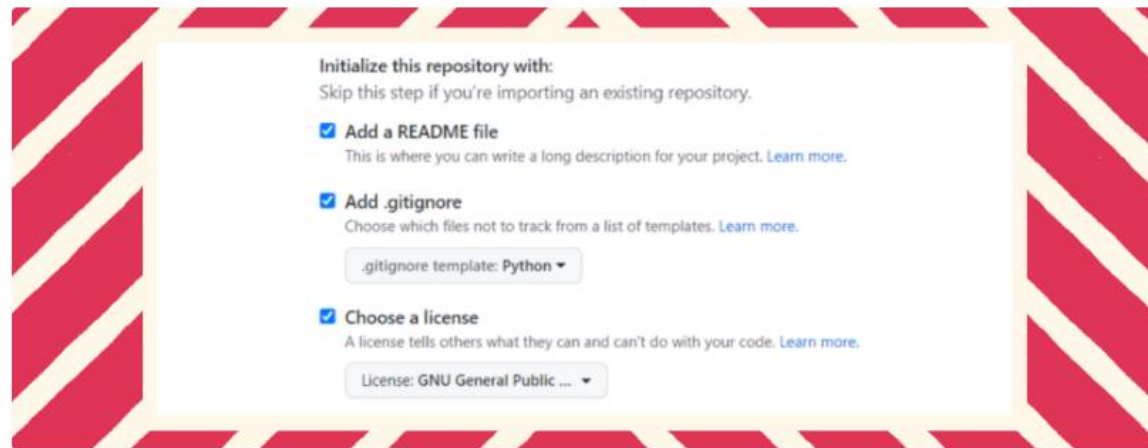 Initialize this repository with:
Skip this step if you're importing an existing repository.
Add a README file
This is where you can write a long description for your project. Learn more.
Add .gitignore
Choose which files not to track from a list of templates. Learn more.
.gitignore template: Python
Choose a license
A license tells others what they can and can't do with your code. Learn more.
License: GNU General Public ...